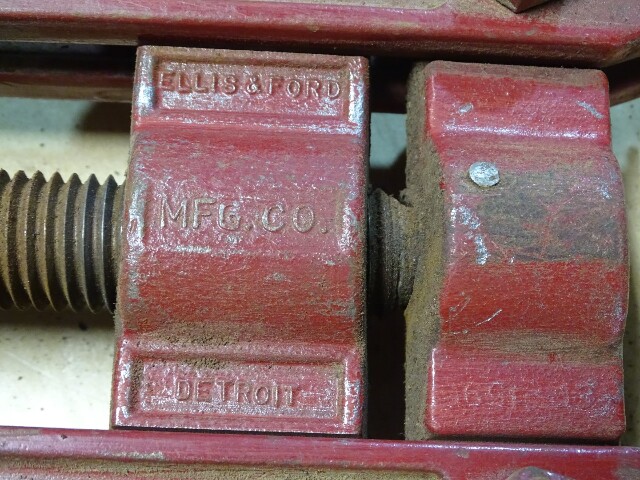 ELLIS & FORD
MFG. CO.
DETROIT